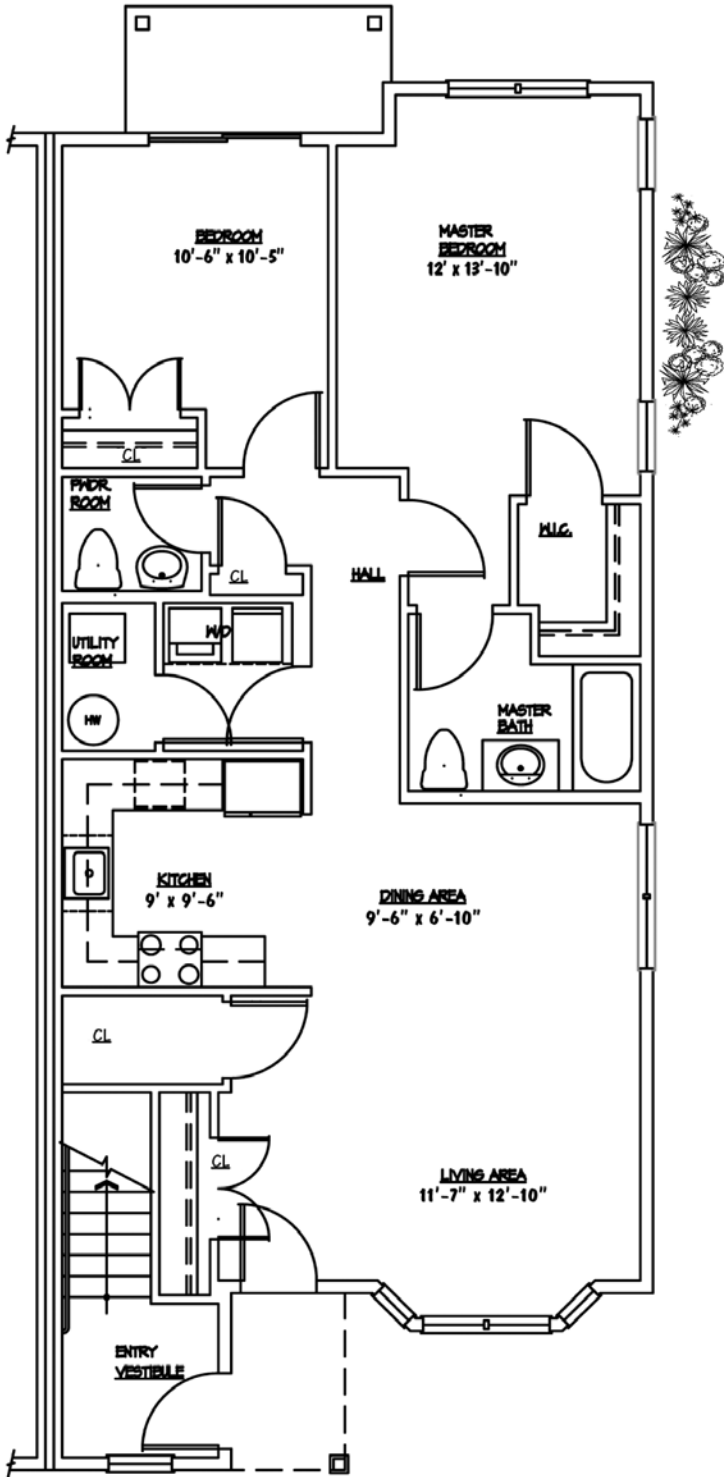 BEDROOM
10'-6" x 10'-5"
MASTER
BEDROOM
12' x 13'-10"
CL
PWDR.
ROOM
CL
HALL
W.I.C.
UTILITY
ROOM
W/D
HW
MASTER
BATH
KITCHEN
9' x 9'-6"
DINING AREA
9'-6" x 6'-10"
CL
CL
LIVING AREA
11'-7" x 12'-10"
ENTRY
VESTIBULE